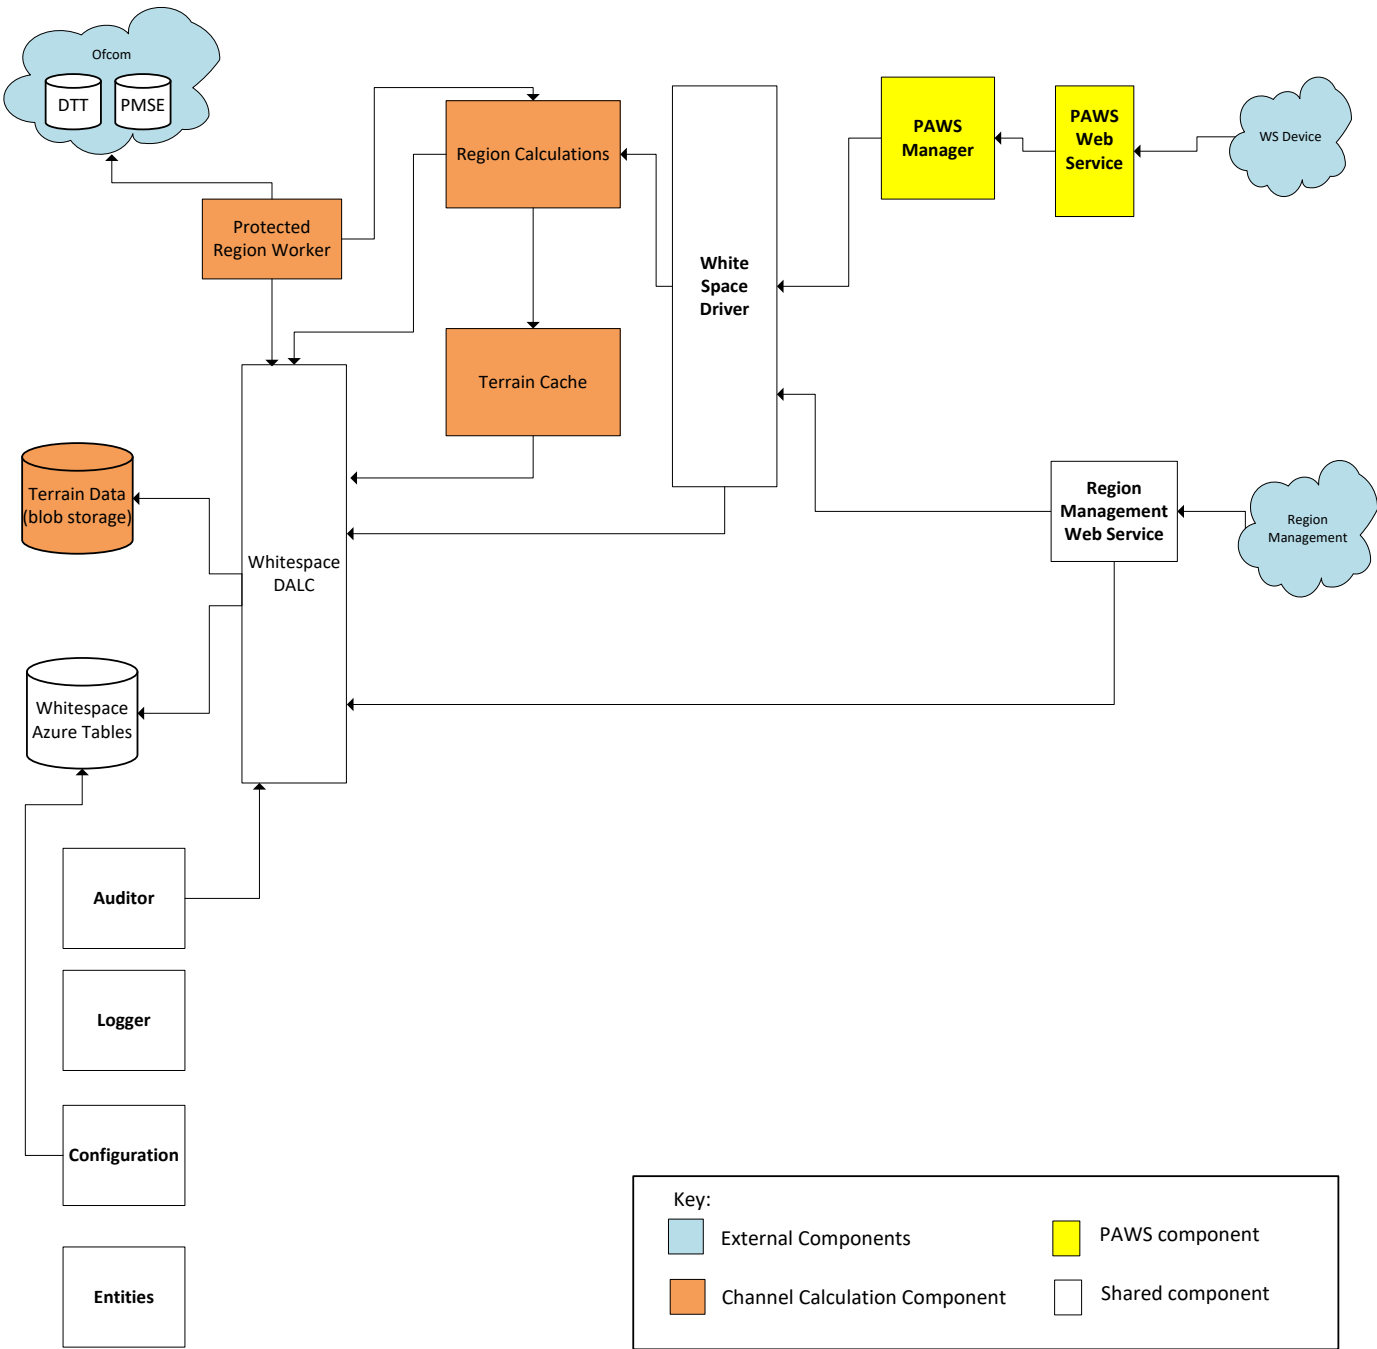 Ofcom
DTT
PMSE
Region Calculations
PAWS
Manager
PAWS
Web
Service
WS Device
Protected
Region Worker
White
Space
Driver
Terrain Cache
Terrain Data
(blob storage)
Whitespace
DALC
Region
Management
Web Service
Region
Management
Whitespace
Azure Tables
Auditor
Logger
Configuration
Entities
Key:
External Components
PAWS component
Channel Calculation Component
Shared component